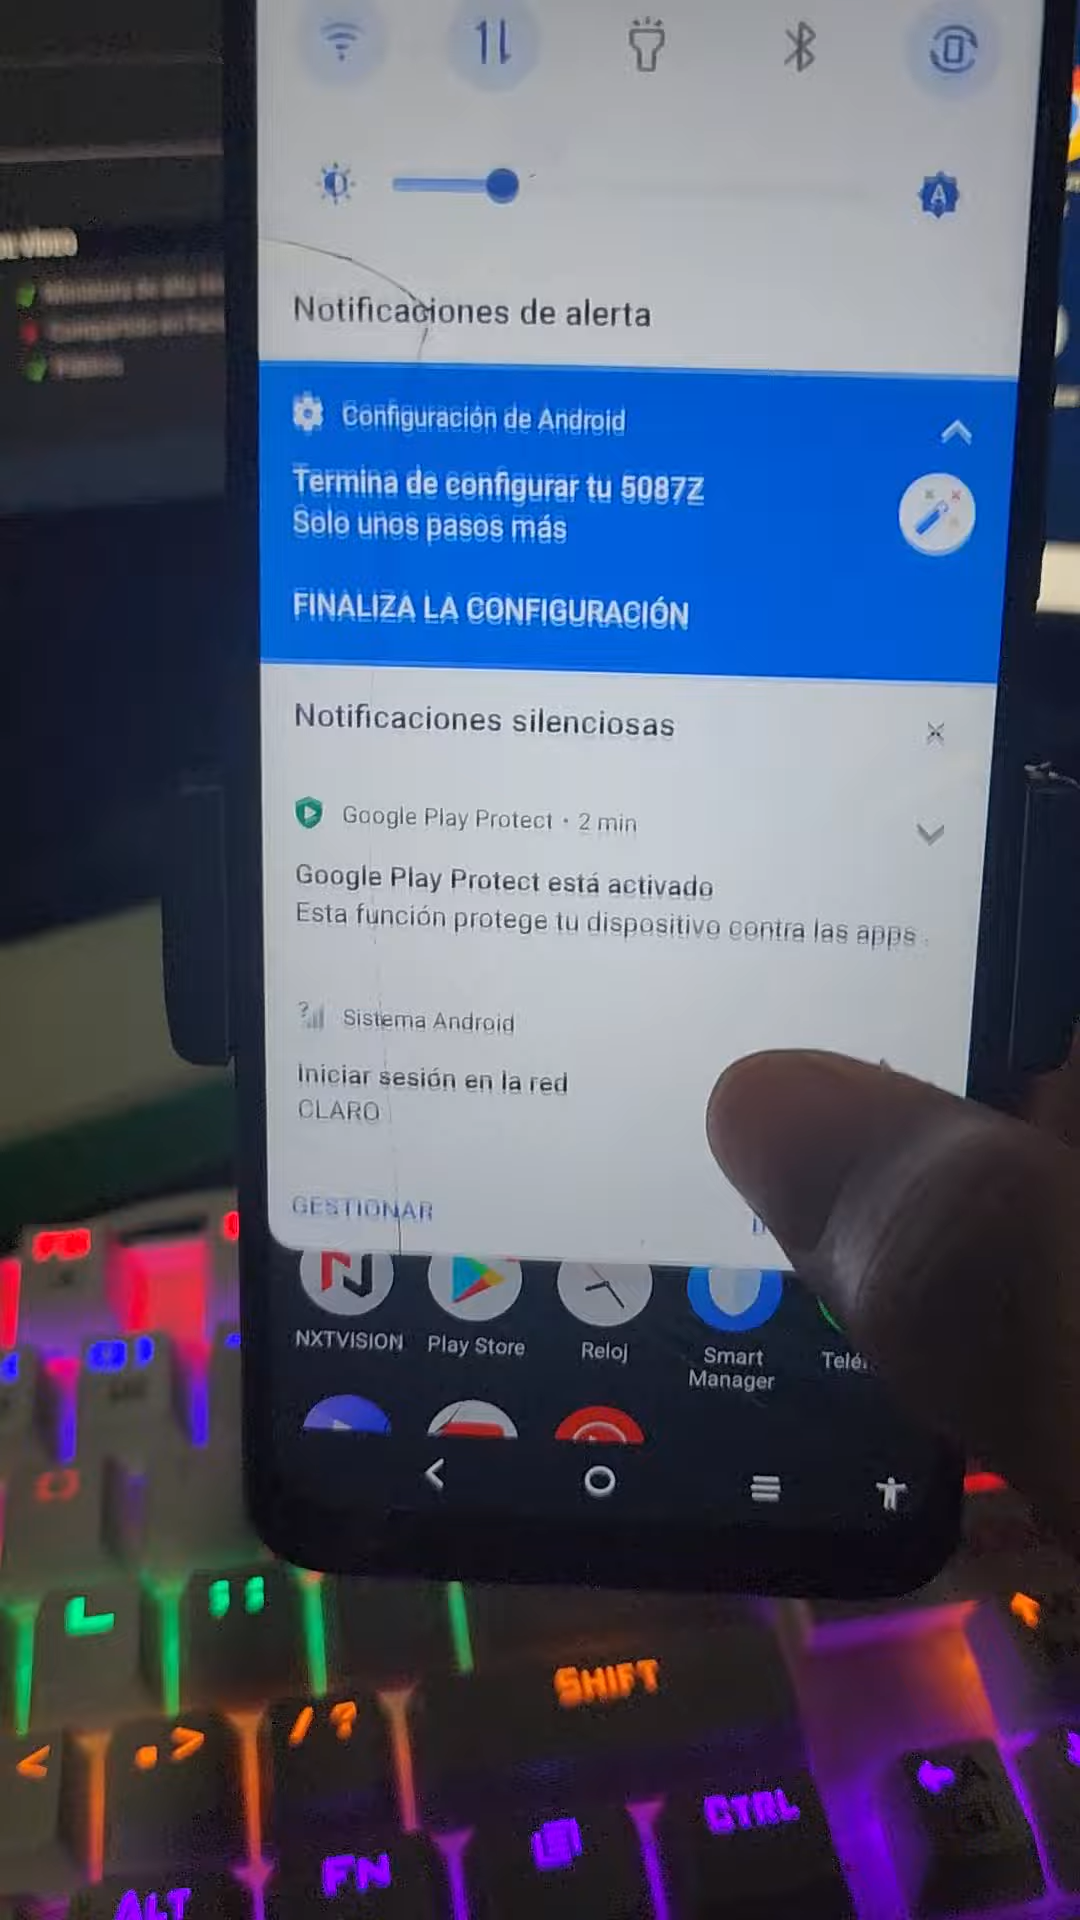 Notificaciones de alerta
Configuración de Android
Termina de configurar tu 5087Z
Solo unos pasos más
FINALIZA LA CONFIGURACIÓN
Notificaciones silenciosas
Google Play Protect • 2 min
Google Play Protect está activado
Esta función protege tu dispositivo contra las apps
Sistema Android
Iniciar sesión en la red
CLARO
GESTIONAR
NXTVISION
Play Store
Reloj
Smart
Manager
SHIFT
< . > / ?
CTRL
FN
ALT